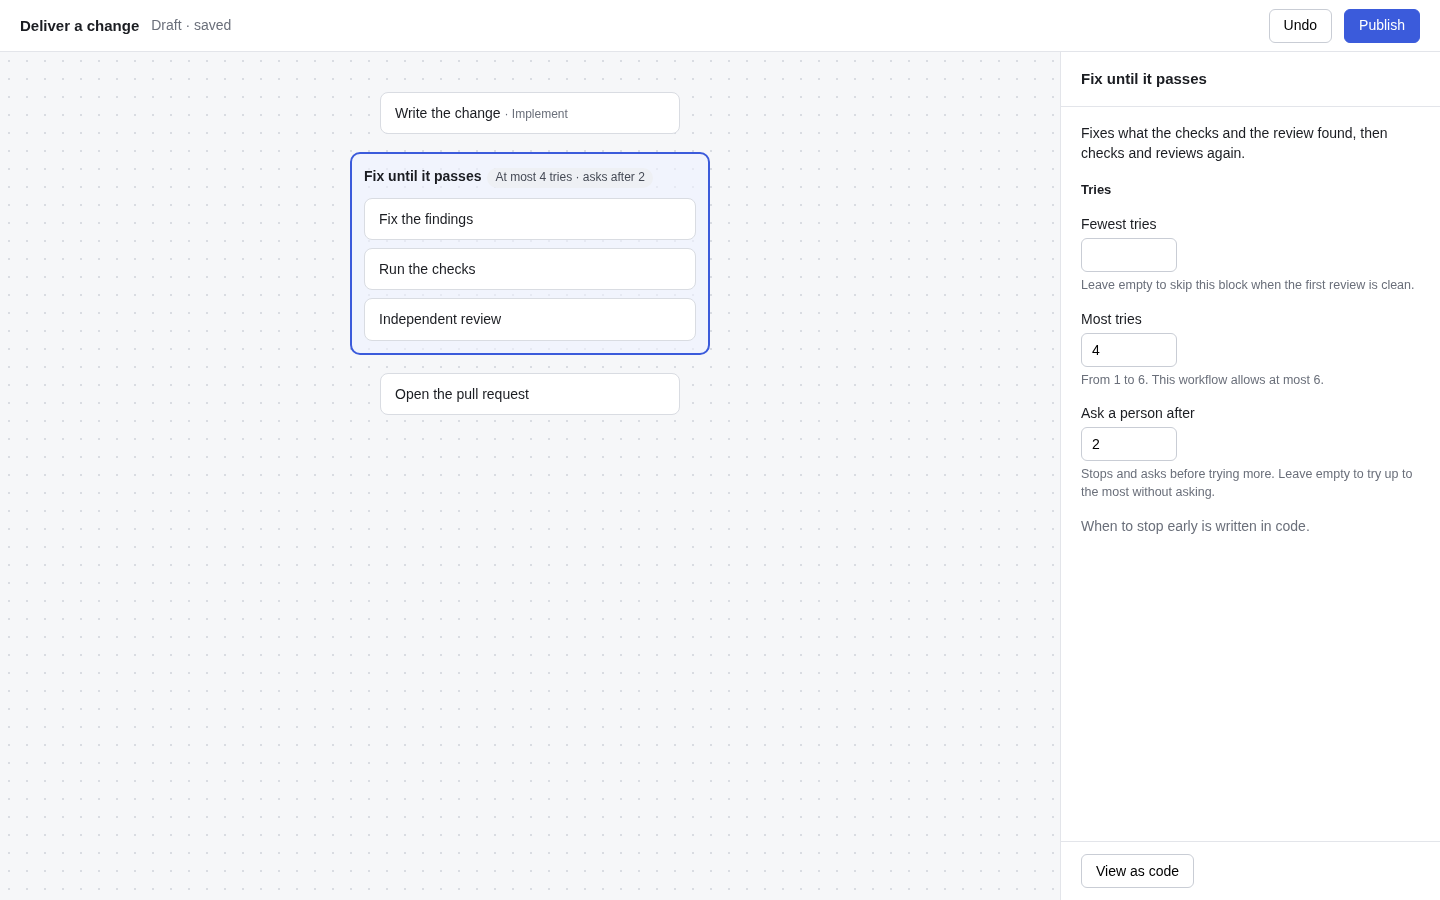 Deliver a change Draft · saved Undo Publish
Write the change · Implement
Fix until it passes At most 4 tries · asks after 2
Fix the findings
Run the checks
Independent review
Open the pull request
Fix until it passes
Fixes what the checks and the review found, then
checks and reviews again.
Tries
Fewest tries
Leave empty to skip this block when the first review is clean.
Most tries
4
From 1 to 6. This workflow allows at most 6.
Ask a person after
2
Stops and asks before trying more. Leave empty to try up to
the most without asking.
When to stop early is written in code.
View as code